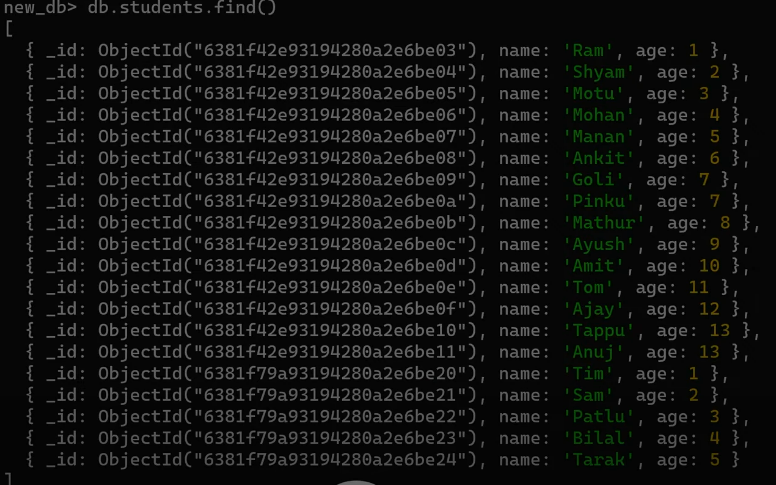 new_db> db.students.find()
[
  { _id: ObjectId("6381f42e93194280a2e6be03"), name: 'Ram', age: 1 },
  { _id: ObjectId("6381f42e93194280a2e6be04"), name: 'Shyam', age: 2 },
  { _id: ObjectId("6381f42e93194280a2e6be05"), name: 'Motu', age: 3 },
  { _id: ObjectId("6381f42e93194280a2e6be06"), name: 'Mohan', age: 4 },
  { _id: ObjectId("6381f42e93194280a2e6be07"), name: 'Manan', age: 5 },
  { _id: ObjectId("6381f42e93194280a2e6be08"), name: 'Ankit', age: 6 },
  { _id: ObjectId("6381f42e93194280a2e6be09"), name: 'Goli', age: 7 },
  { _id: ObjectId("6381f42e93194280a2e6be0a"), name: 'Pinku', age: 7 },
  { _id: ObjectId("6381f42e93194280a2e6be0b"), name: 'Mathur', age: 8 },
  { _id: ObjectId("6381f42e93194280a2e6be0c"), name: 'Ayush', age: 9 },
  { _id: ObjectId("6381f42e93194280a2e6be0d"), name: 'Amit', age: 10 },
  { _id: ObjectId("6381f42e93194280a2e6be0e"), name: 'Tom', age: 11 },
  { _id: ObjectId("6381f42e93194280a2e6be0f"), name: 'Ajay', age: 12 },
  { _id: ObjectId("6381f42e93194280a2e6be10"), name: 'Tappu', age: 13 },
  { _id: ObjectId("6381f42e93194280a2e6be11"), name: 'Anuj', age: 13 },
  { _id: ObjectId("6381f79a93194280a2e6be20"), name: 'Tim', age: 1 },
  { _id: ObjectId("6381f79a93194280a2e6be21"), name: 'Sam', age: 2 },
  { _id: ObjectId("6381f79a93194280a2e6be22"), name: 'Patlu', age: 3 },
  { _id: ObjectId("6381f79a93194280a2e6be23"), name: 'Bilal', age: 4 },
  { _id: ObjectId("6381f79a93194280a2e6be24"), name: 'Tarak', age: 5 }
]